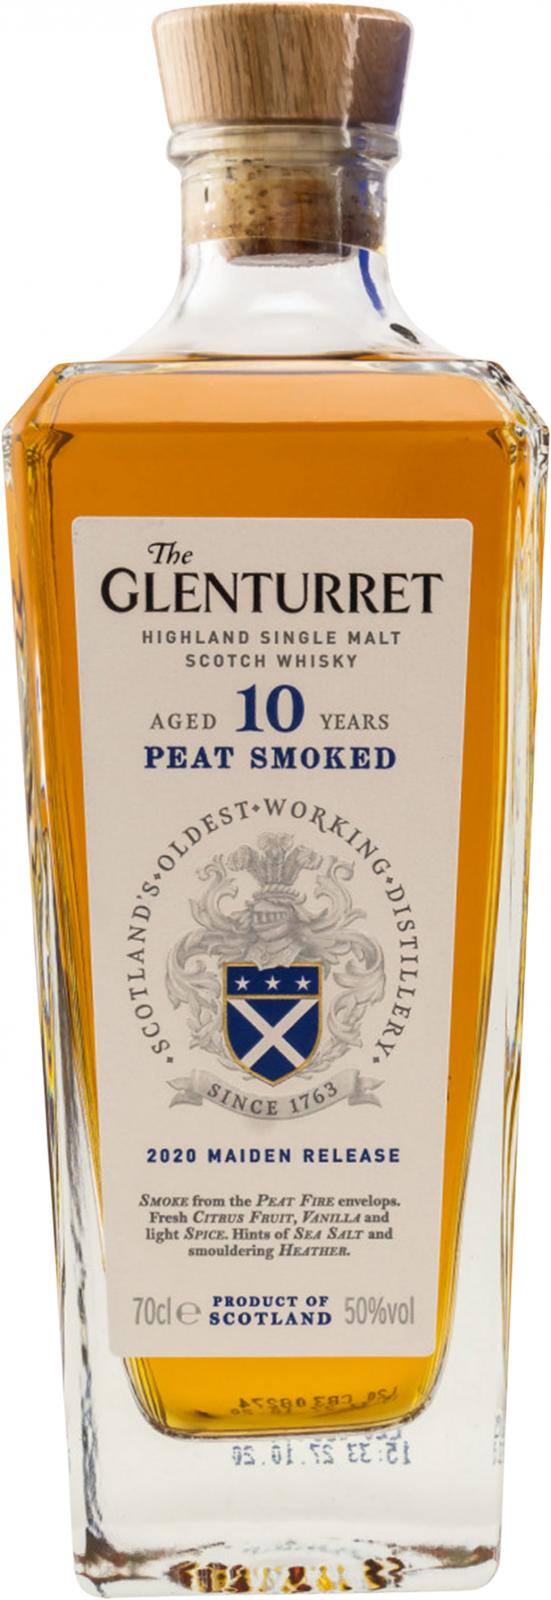 The
GLENTURRET
HIGHLAND SINGLE MALT
SCOTCH WHISKY
AGED 10 YEARS
PEAT SMOKED
SCOTLAND'S OLDEST WORKING DISTILLERY
SINCE 1763
2020 MAIDEN RELEASE
SMOKE from the PEAT FIRE envelops.
Fresh CITRUS FRUIT, VANILLA and
light SPICE. Hints of SEA SALT and
smouldering HEATHER.
70cl e PRODUCT OF SCOTLAND 50%vol
15:33 27.10.20